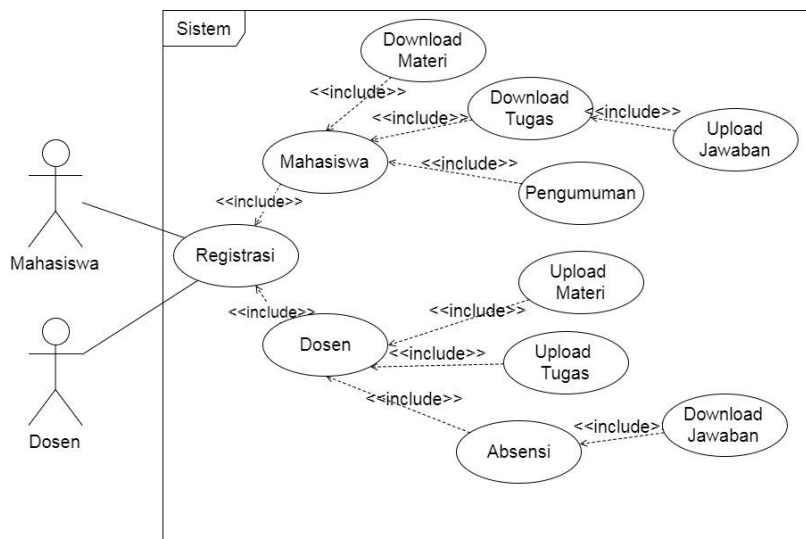 Sistem
Download
Materi
<<include>>
Download
Tugas
<<include>>
<<include>>
Upload
Jawaban
Mahasiswa
<<include>>
Pengumuman
<<include>>
Mahasiswa
Registrasi
Upload
Materi
<<include>>
<<include>>
Dosen
<<include>>
Upload
Tugas
Dosen
<<include>>
Absensi
<<include>
Download
Jawaban